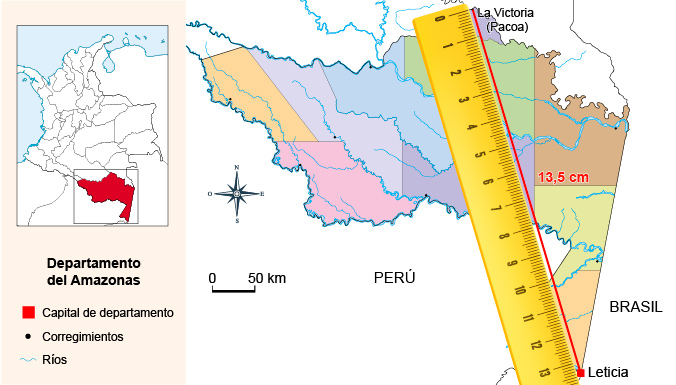 La Victoria
(Pacoa)
0
1
2
3
4
5
6
7
8
9
10
11
12
13
13,5 cm
N
O
E
S
0 50 km
PERÚ
BRASIL
Leticia
Departamento
del Amazonas
Capital de departamento
Corregimientos
Ríos